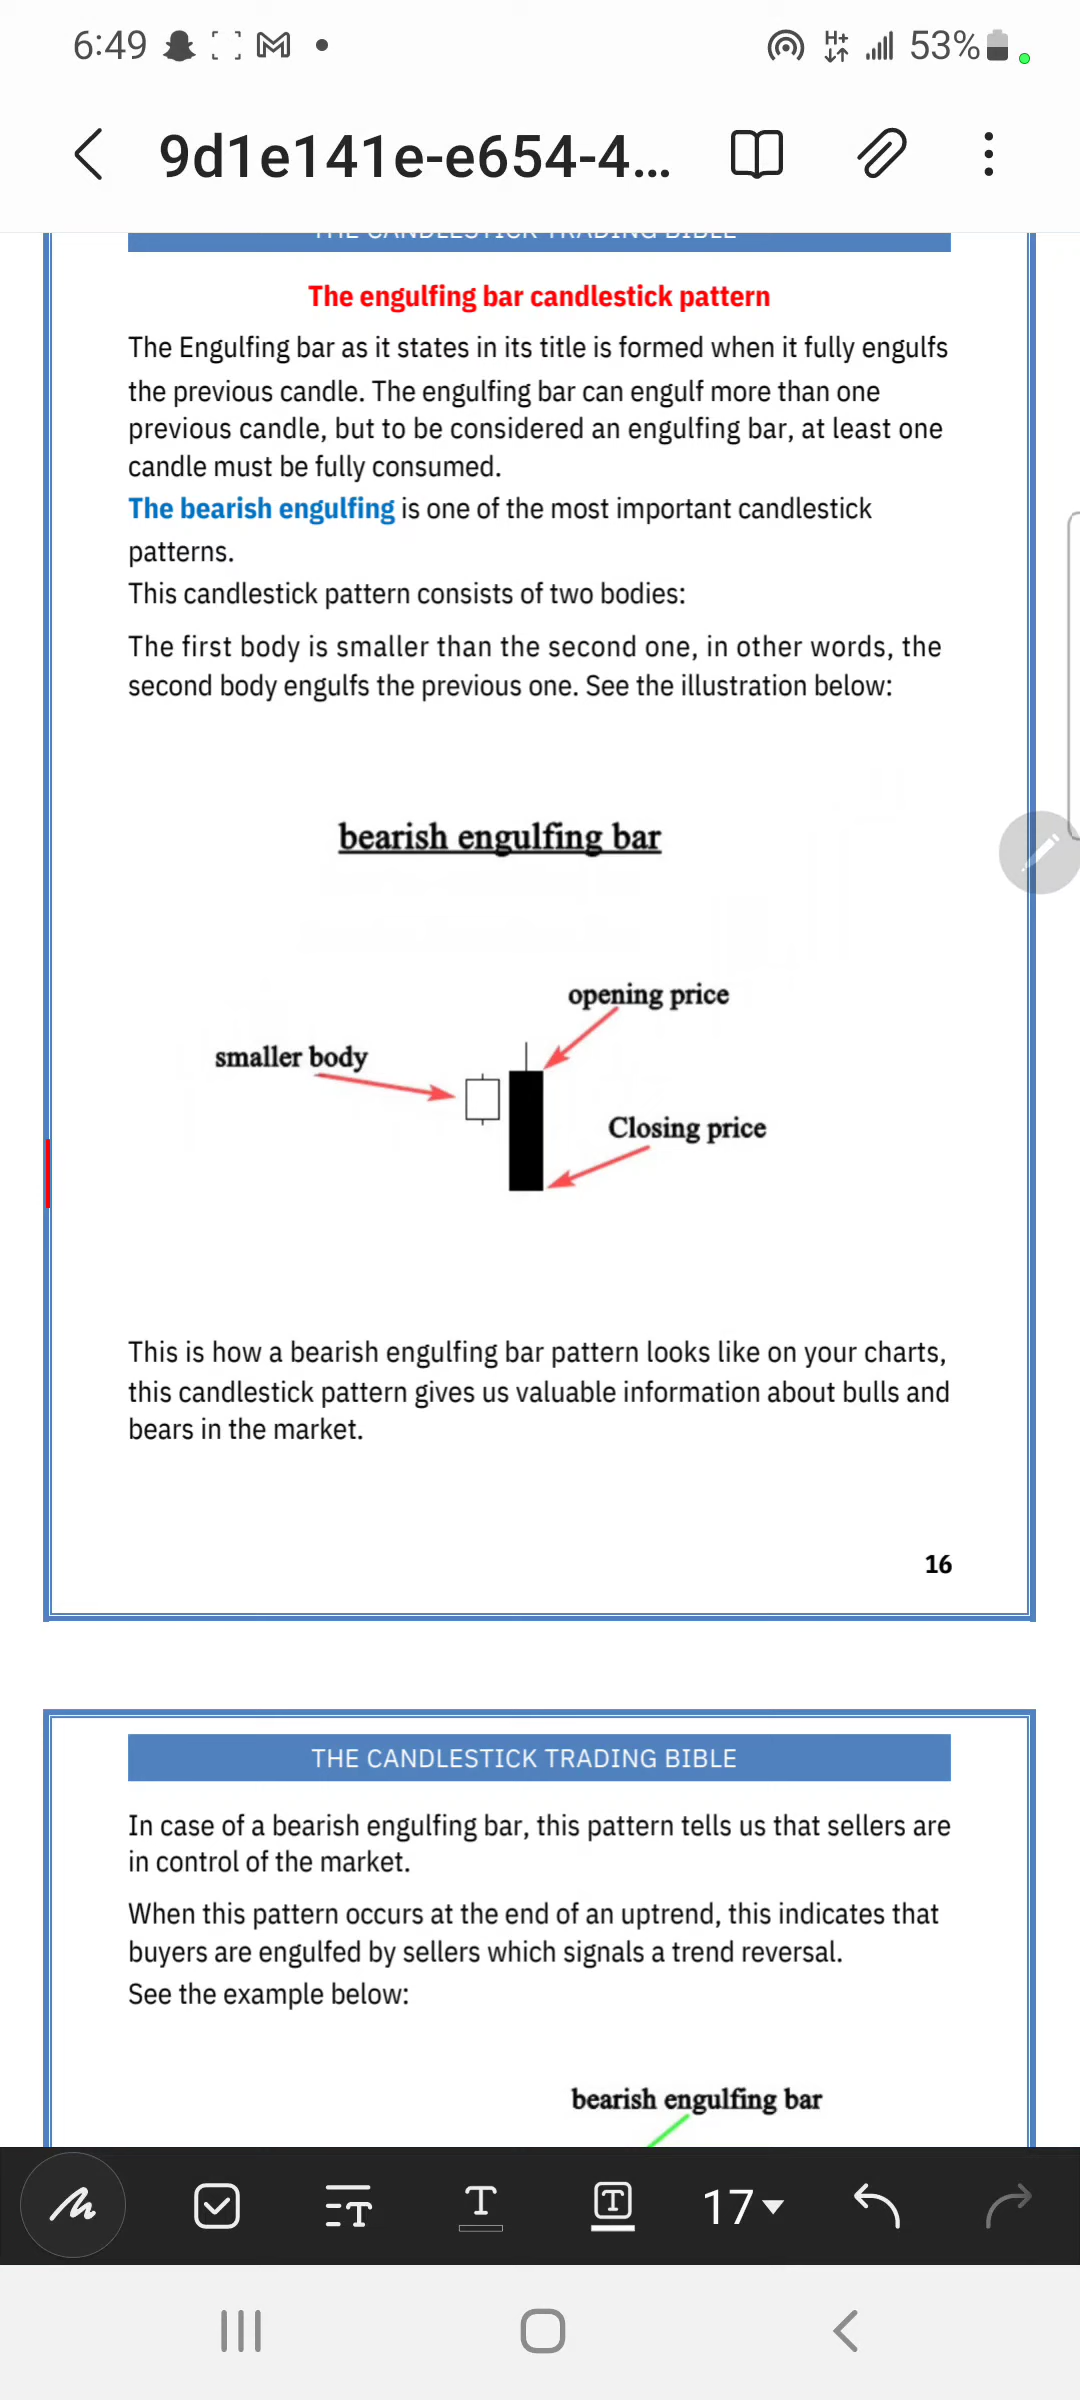 6:49
H+
53%
9d1e141e-e654-4...
THE CANDLESTICK TRADING BIBLE
The engulfing bar candlestick pattern
The Engulfing bar as it states in its title is formed when it fully engulfs
the previous candle. The engulfing bar can engulf more than one
previous candle, but to be considered an engulfing bar, at least one
candle must be fully consumed.
The bearish engulfing is one of the most important candlestick
patterns.
This candlestick pattern consists of two bodies:
The first body is smaller than the second one, in other words, the
second body engulfs the previous one. See the illustration below:
bearish engulfing bar
opening price
smaller body
Closing price
This is how a bearish engulfing bar pattern looks like on your charts,
this candlestick pattern gives us valuable information about bulls and
bears in the market.
16
THE CANDLESTICK TRADING BIBLE
In case of a bearish engulfing bar, this pattern tells us that sellers are
in control of the market.
When this pattern occurs at the end of an uptrend, this indicates that
buyers are engulfed by sellers which signals a trend reversal.
See the example below:
bearish engulfing bar
17